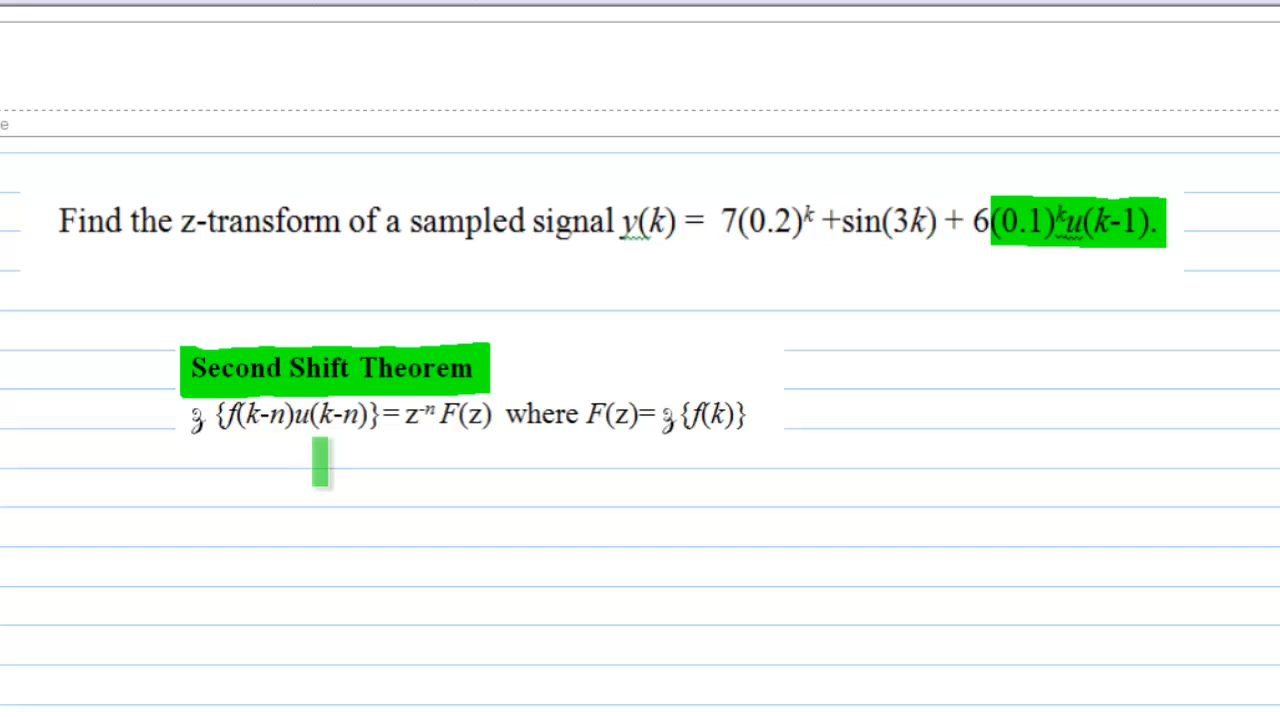 e
Find the z-transform of a sampled signal y(k) = 7(0.2)ᵏ +sin(3k) + 6(0.1)ᵏu(k-1).
Second Shift Theorem
ʒ {f(k-n)u(k-n)}= z⁻ⁿ F(z) where F(z)= ʒ {f(k)}